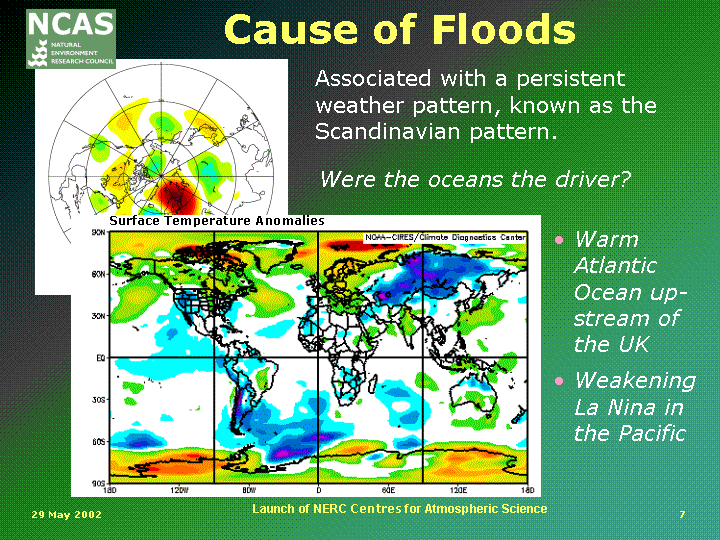 NCAS
NATURAL
ENVIRONMENT
RESEARCH COUNCIL
Cause of Floods
Associated with a persistent
weather pattern, known as the
Scandinavian pattern.
Were the oceans the driver?
Surface Temperature Anomalies
NOAA-CIRES/Climate Diagnostics Center
90N
60N
30N
EQ
30S
60S
90S
180
120W
60W
0
60E
120E
180
• Warm
Atlantic
Ocean up-
stream of
the UK
• Weakening
La Nina in
the Pacific
29 May 2002
Launch of NERC Centres for Atmospheric Science
7